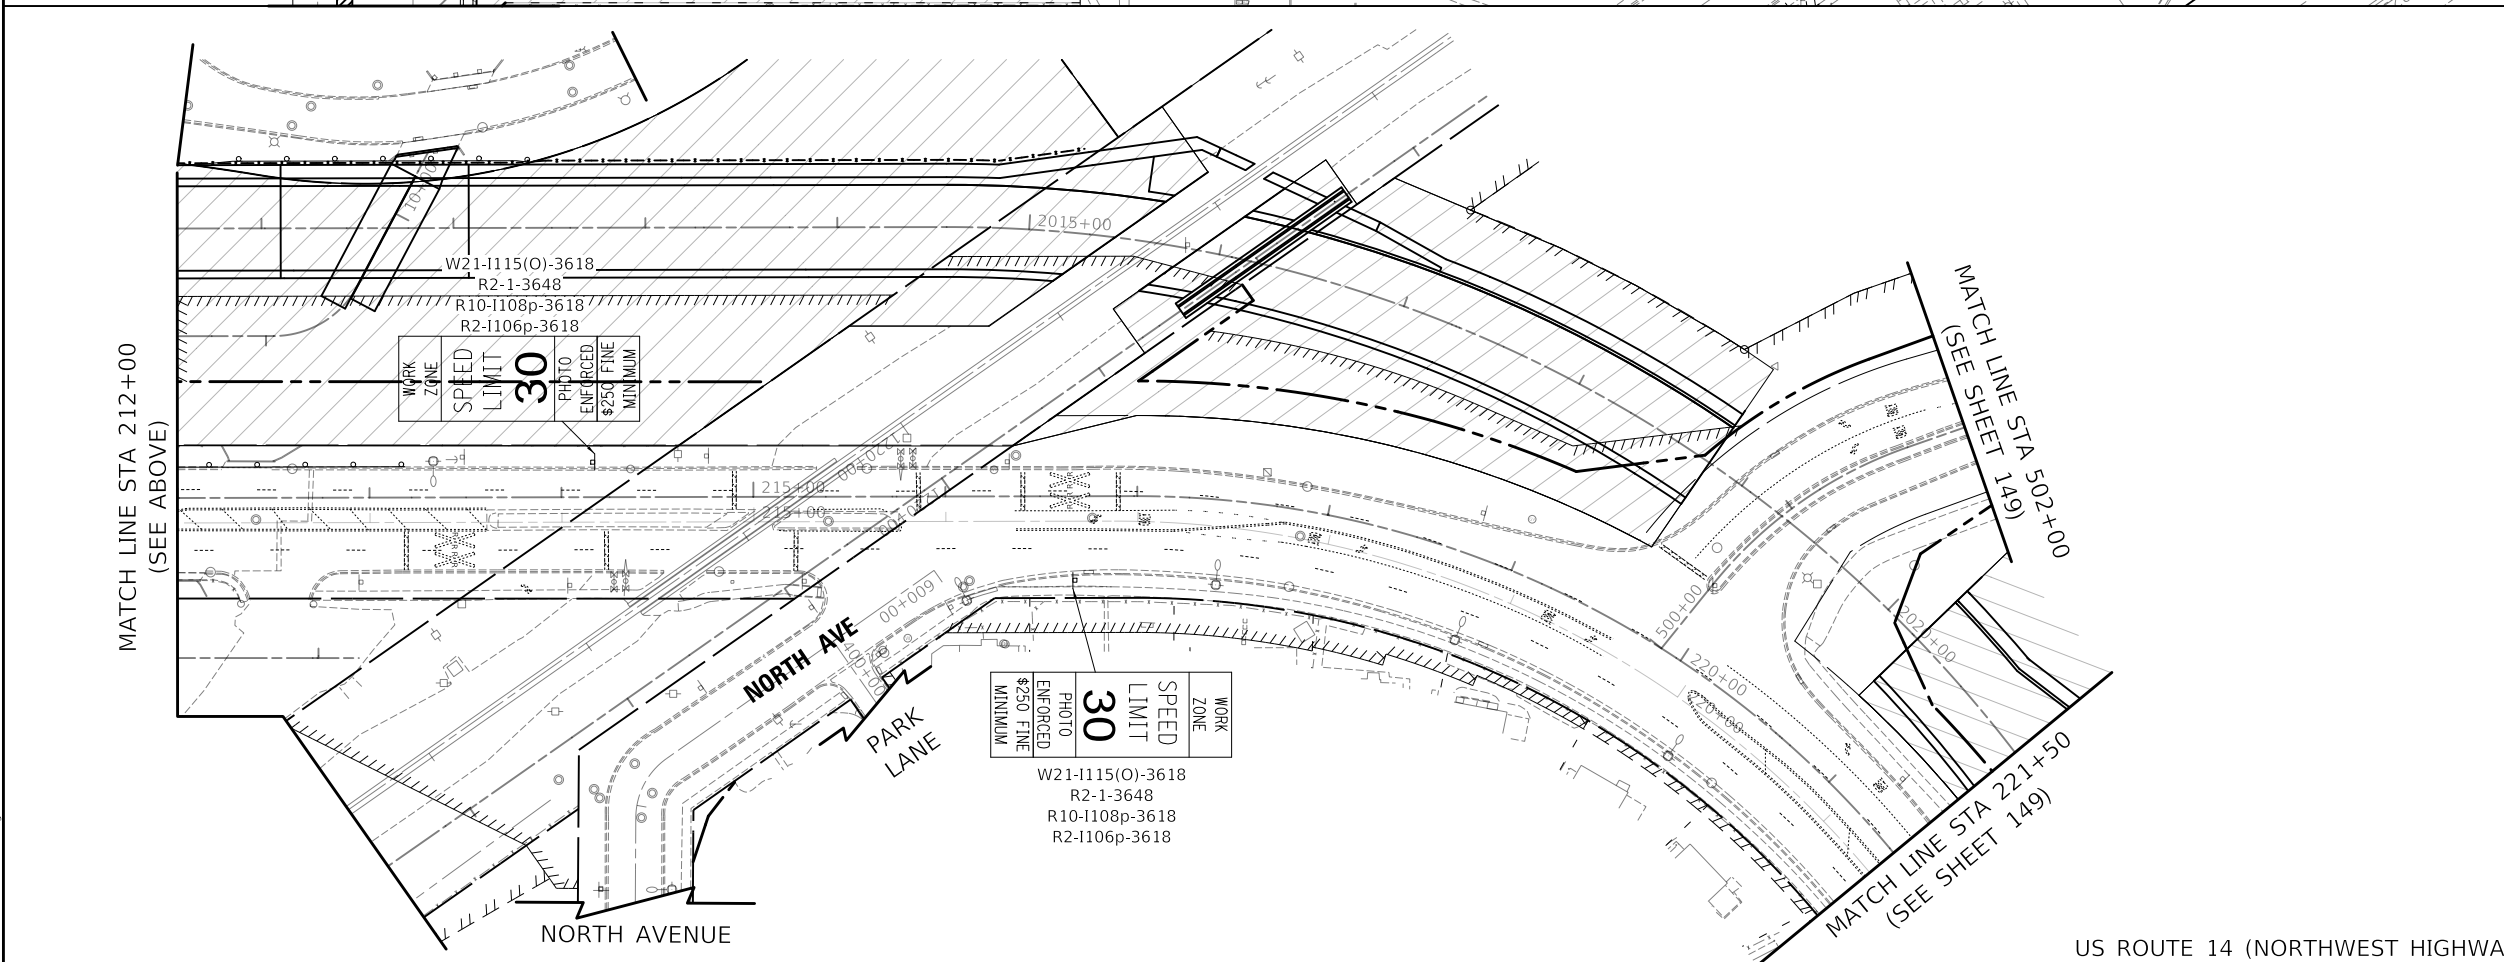 10+00
2015+00
W21-I115(O)-3618
R2-1-3648
R10-I108p-3618
R2-I106p-3618
WORK
ZONE
SPEED
LIMIT
30
PHOTO
ENFORCED
$250 FINE
MINIMUM
MATCH LINE STA 212+00
(SEE ABOVE)
MATCH LINE STA 502+00
(SEE SHEET 149)
215+00
215+00
600+009
NORTH AVE
500+00
220+00
220+00
2020+00
PARK
LANE
WORK
ZONE
SPEED
LIMIT
30
PHOTO
ENFORCED
$250 FINE
MINIMUM
W21-I115(O)-3618
R2-1-3648
R10-I108p-3618
R2-I106p-3618
MATCH LINE STA 221+50
(SEE SHEET 149)
NORTH AVENUE
US ROUTE 14 (NORTHWEST HIGHWA